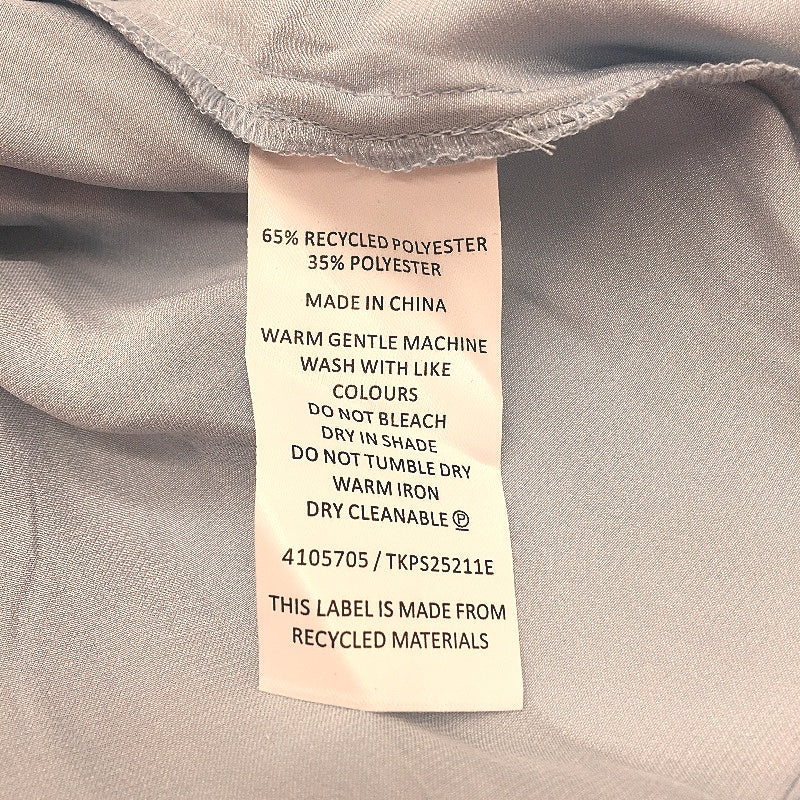 65% RECYCLED POLYESTER
35% POLYESTER
MADE IN CHINA
WARM GENTLE MACHINE
WASH WITH LIKE
COLOURS
DO NOT BLEACH
DRY IN SHADE
DO NOT TUMBLE DRY
WARM IRON
DRY CLEANABLE Ⓟ
4105705 / TKPS25211E
THIS LABEL IS MADE FROM
RECYCLED MATERIALS